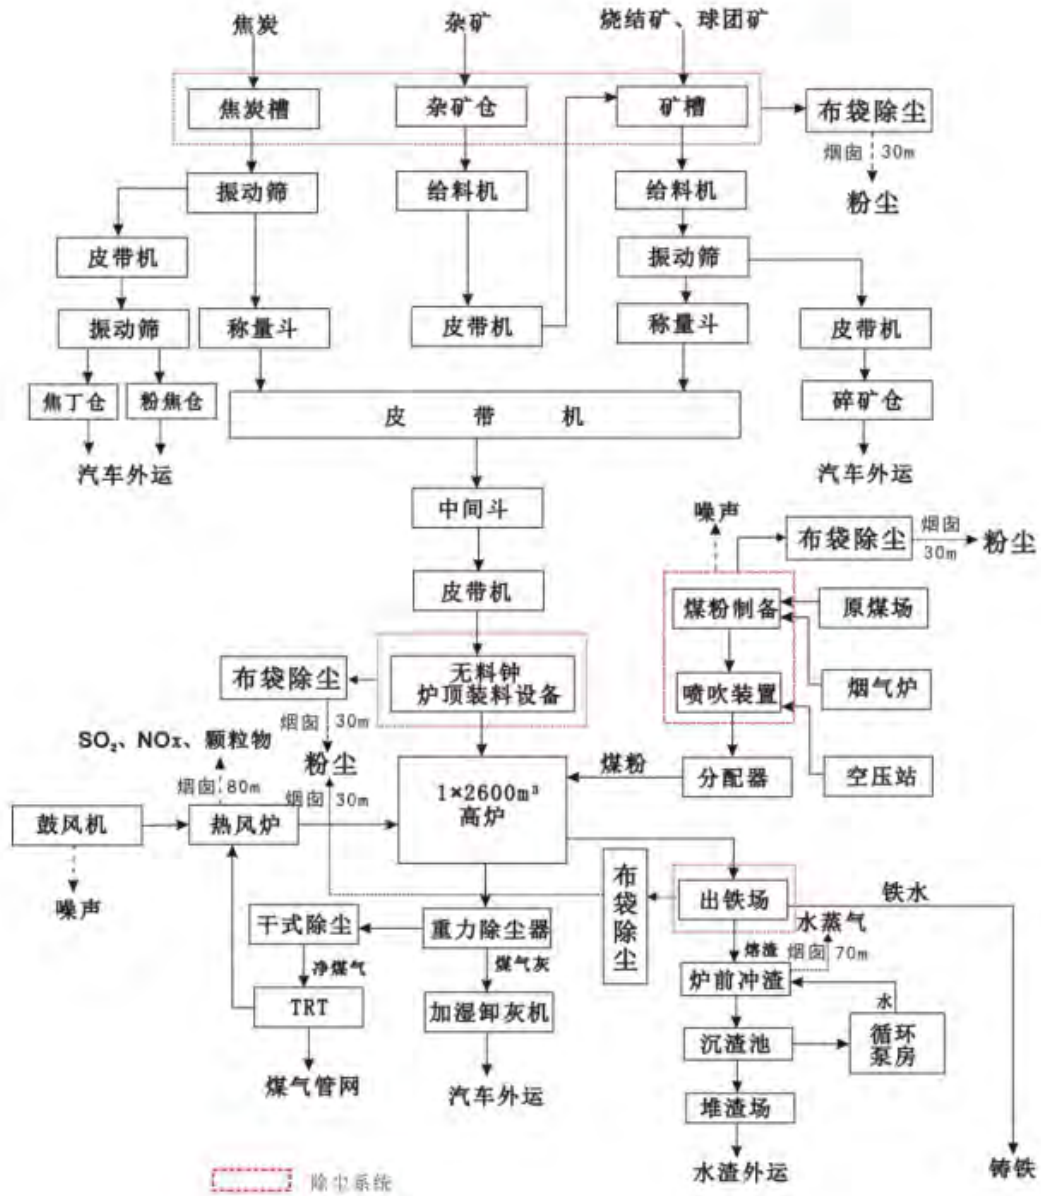 焦炭
杂矿
烧结矿、球团矿
焦炭槽
杂矿仓
矿槽
布袋除尘
烟囱 30m
粉尘
振动筛
给料机
给料机
皮带机
振动筛
振动筛
称量斗
皮带机
称量斗
皮带机
焦丁仓
粉焦仓
皮 带 机
碎矿仓
汽车外运
汽车外运
中间斗
噪声
布袋除尘
烟囱
30m
粉尘
皮带机
煤粉制备
原煤场
布袋除尘
无料钟
炉顶装料设备
喷吹装置
烟气炉
烟囱 30m
SO₂、NOx、颗粒物
粉尘
煤粉
分配器
空压站
烟囱 80m
烟囱 30m
1×2600m³
高炉
鼓风机
热风炉
噪声
布袋除尘
出铁场
铁水
干式除尘
重力除尘器
水蒸气
熔渣
烟囱 70m
净煤气
煤气灰
炉前冲渣
水
TRT
加湿卸灰机
沉渣池
循环
泵房
煤气管网
汽车外运
堆渣场
水渣外运
铸铁
除尘系统